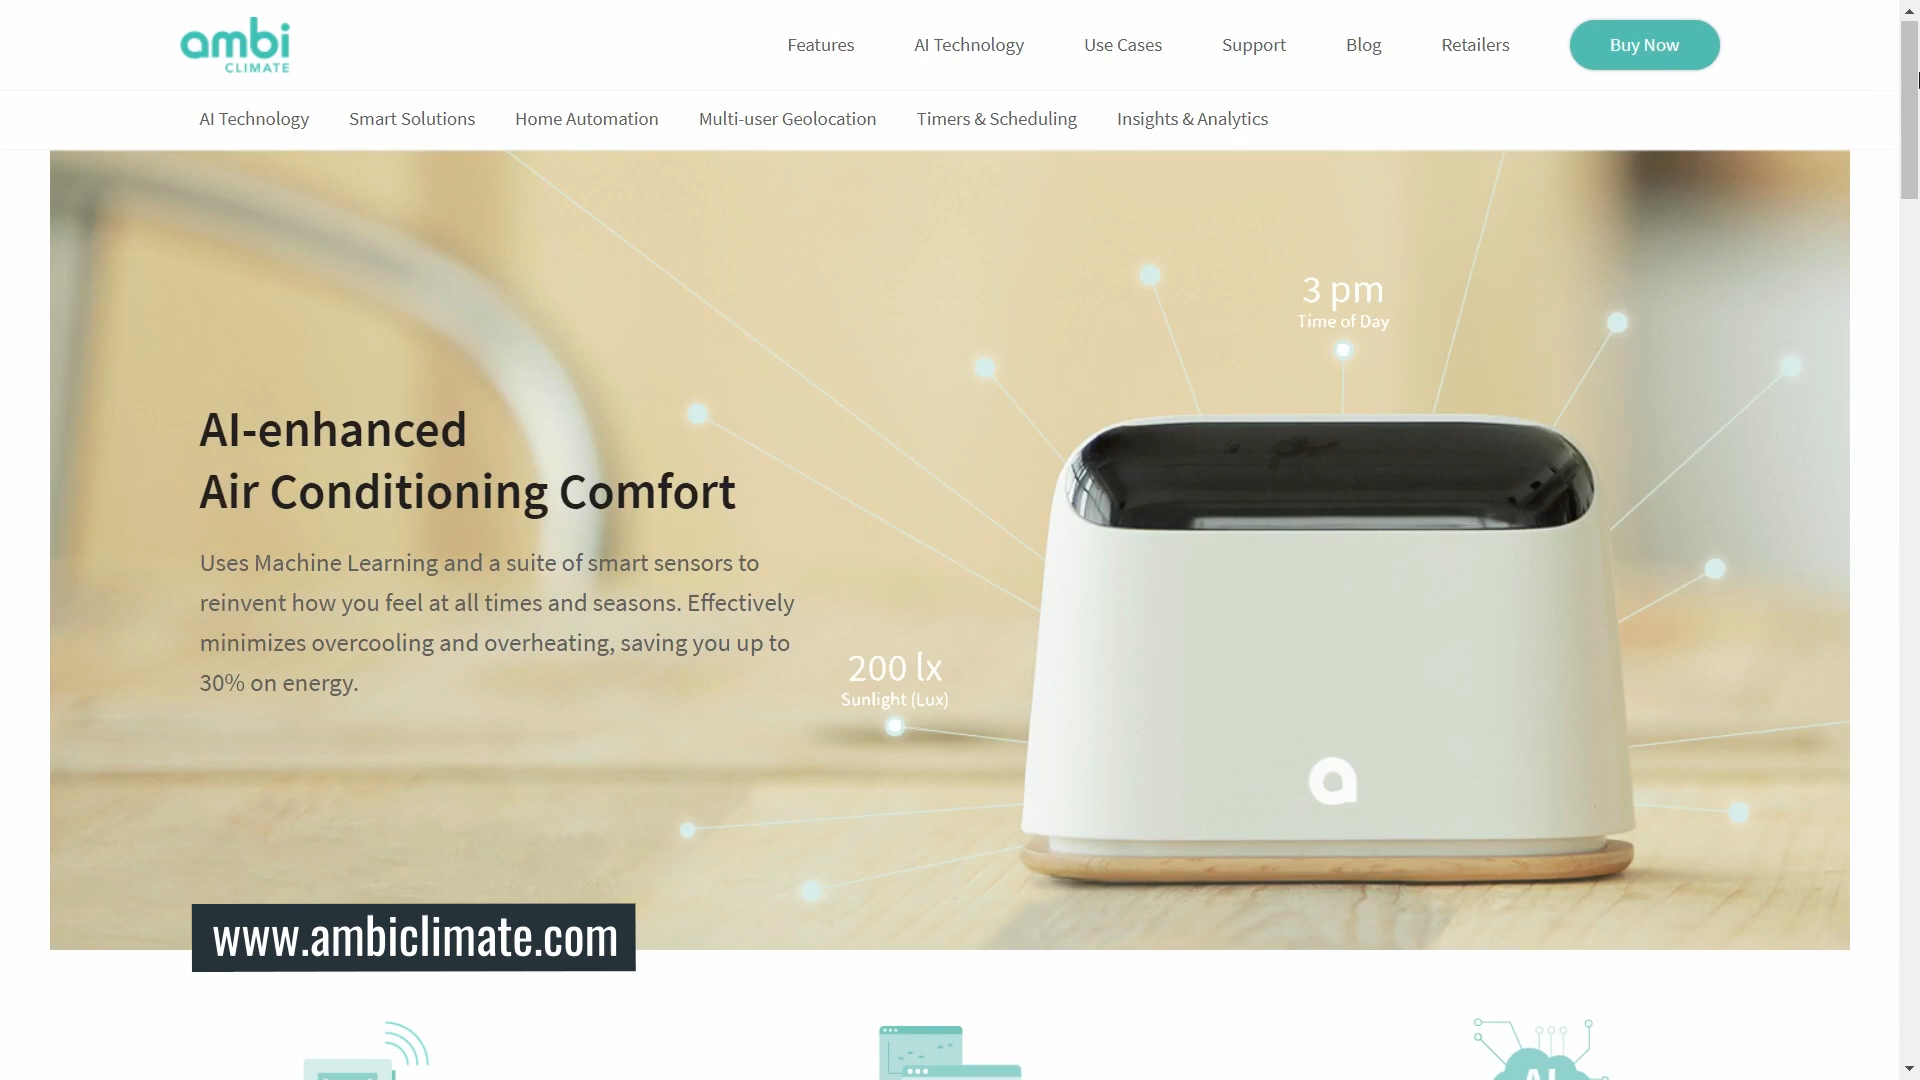 ambi
CLIMATE
Features
AI Technology
Use Cases
Support
Blog
Retailers
Buy Now
AI Technology
Smart Solutions
Home Automation
Multi-user Geolocation
Timers & Scheduling
Insights & Analytics
3 pm
Time of Day
AI-enhanced
Air Conditioning Comfort
Uses Machine Learning and a suite of smart sensors to
reinvent how you feel at all times and seasons. Effectively
minimizes overcooling and overheating, saving you up to
30% on energy.
200 lx
Sunlight (Lux)
www.ambiclimate.com
AI